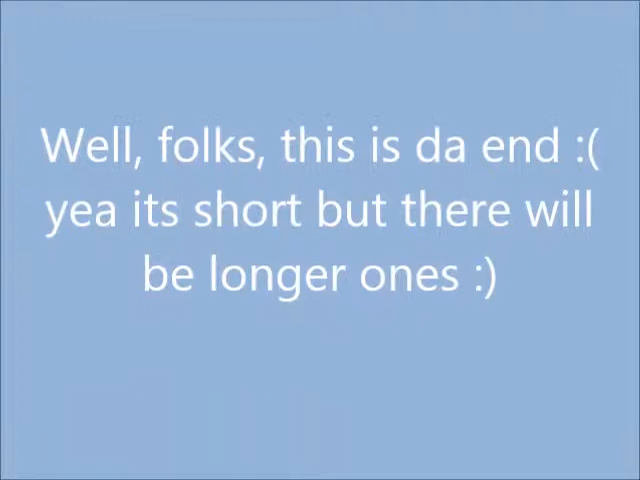 Well, folks, this is da end :(
yea its short but there will
be longer ones :)